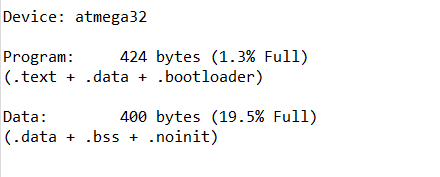 Device: atmega32
Program:     424 bytes (1.3% Full)
(.text + .data + .bootloader)
Data:        400 bytes (19.5% Full)
(.data + .bss + .noinit)